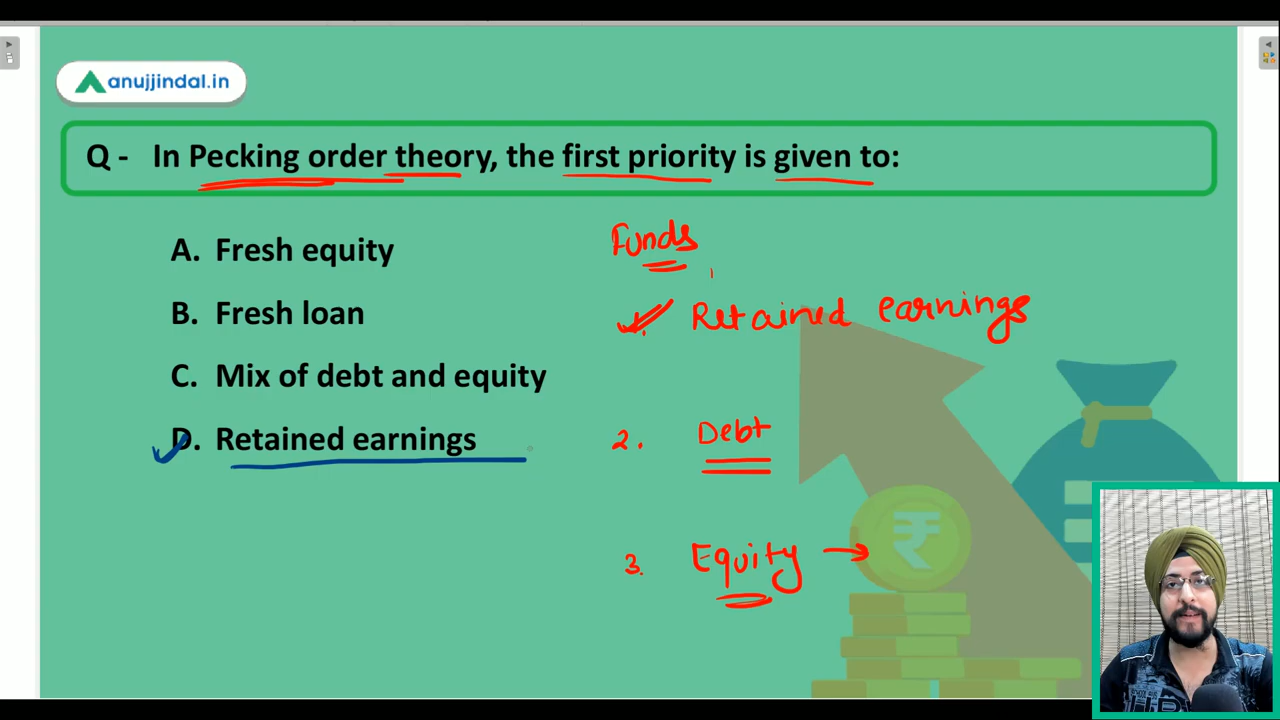 anujjindal.in
Q - In Pecking order theory, the first priority is given to:
A. Fresh equity
B. Fresh loan
C. Mix of debt and equity
D. Retained earnings
Funds
Retained earnings
2. Debt
3. Equity →
₹